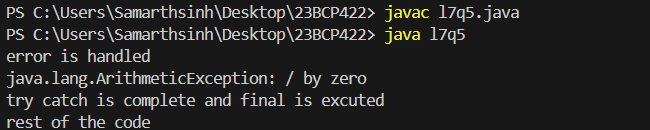 PS C:\Users\Samarthsinh\Desktop\23BCP422> javac l7q5.java
PS C:\Users\Samarthsinh\Desktop\23BCP422> java l7q5
error is handled
java.lang.ArithmeticException: / by zero
try catch is complete and final is excuted
rest of the code